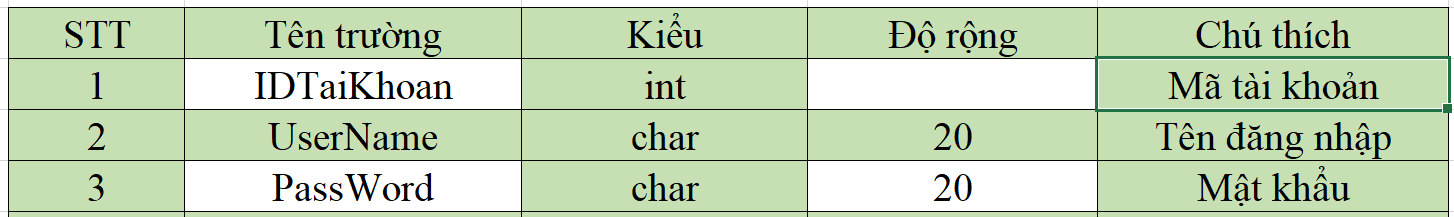 STT Tên trường Kiểu Độ rộng Chú thích
1 IDTaiKhoan int Mã tài khoản
2 UserName char 20 Tên đăng nhập
3 PassWord char 20 Mật khẩu